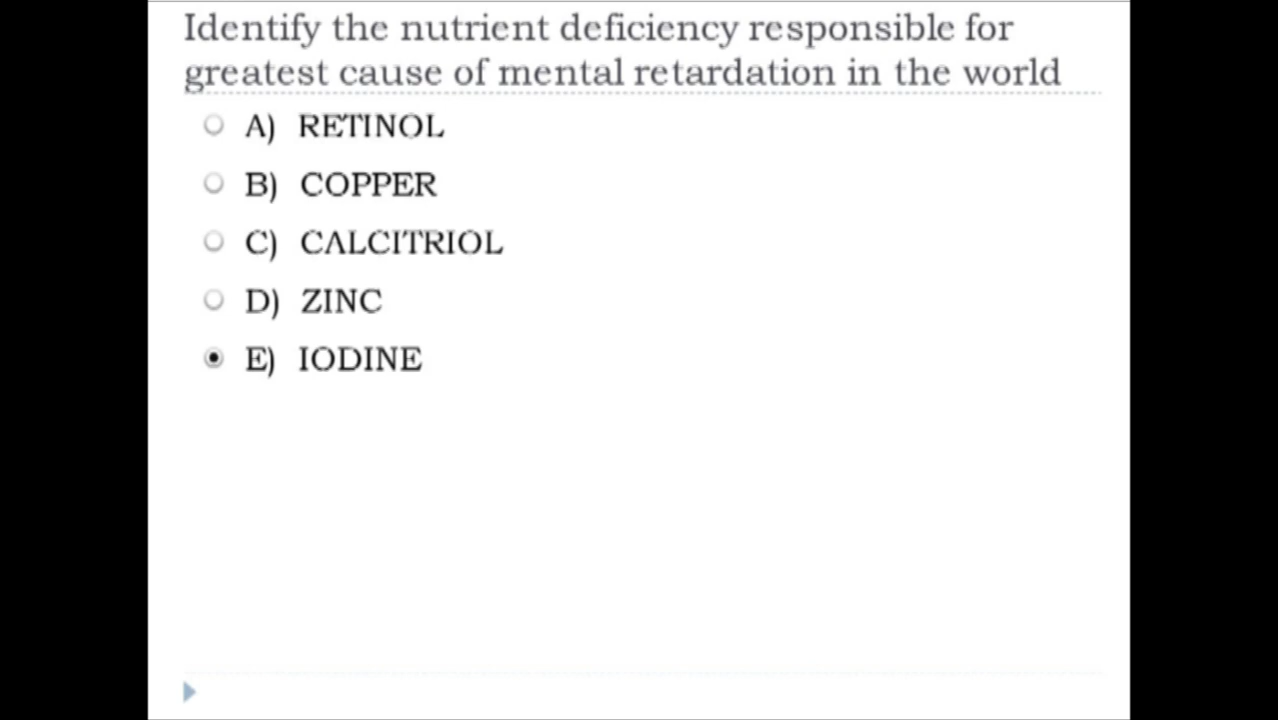 Identify the nutrient deficiency responsible for
greatest cause of mental retardation in the world
A) RETINOL
B) COPPER
C) CALCITRIOL
D) ZINC
E) IODINE